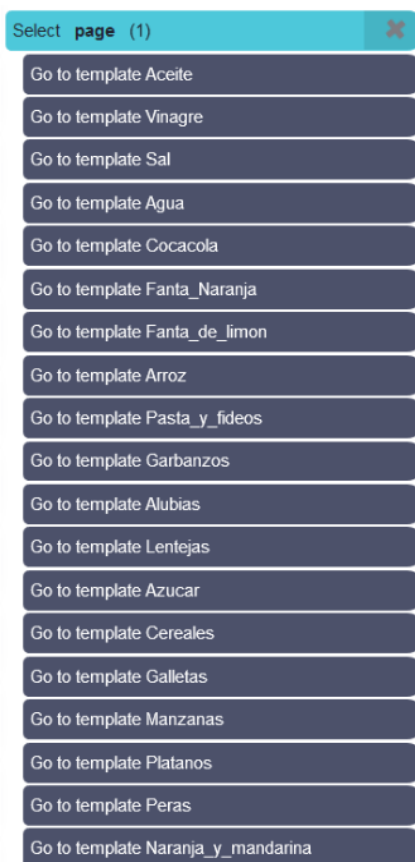 Select page (1)
Go to template Aceite
Go to template Vinagre
Go to template Sal
Go to template Agua
Go to template Cocacola
Go to template Fanta_Naranja
Go to template Fanta_de_limon
Go to template Arroz
Go to template Pasta_y_fideos
Go to template Garbanzos
Go to template Alubias
Go to template Lentejas
Go to template Azucar
Go to template Cereales
Go to template Galletas
Go to template Manzanas
Go to template Platanos
Go to template Peras
Go to template Naranja_y_mandarina